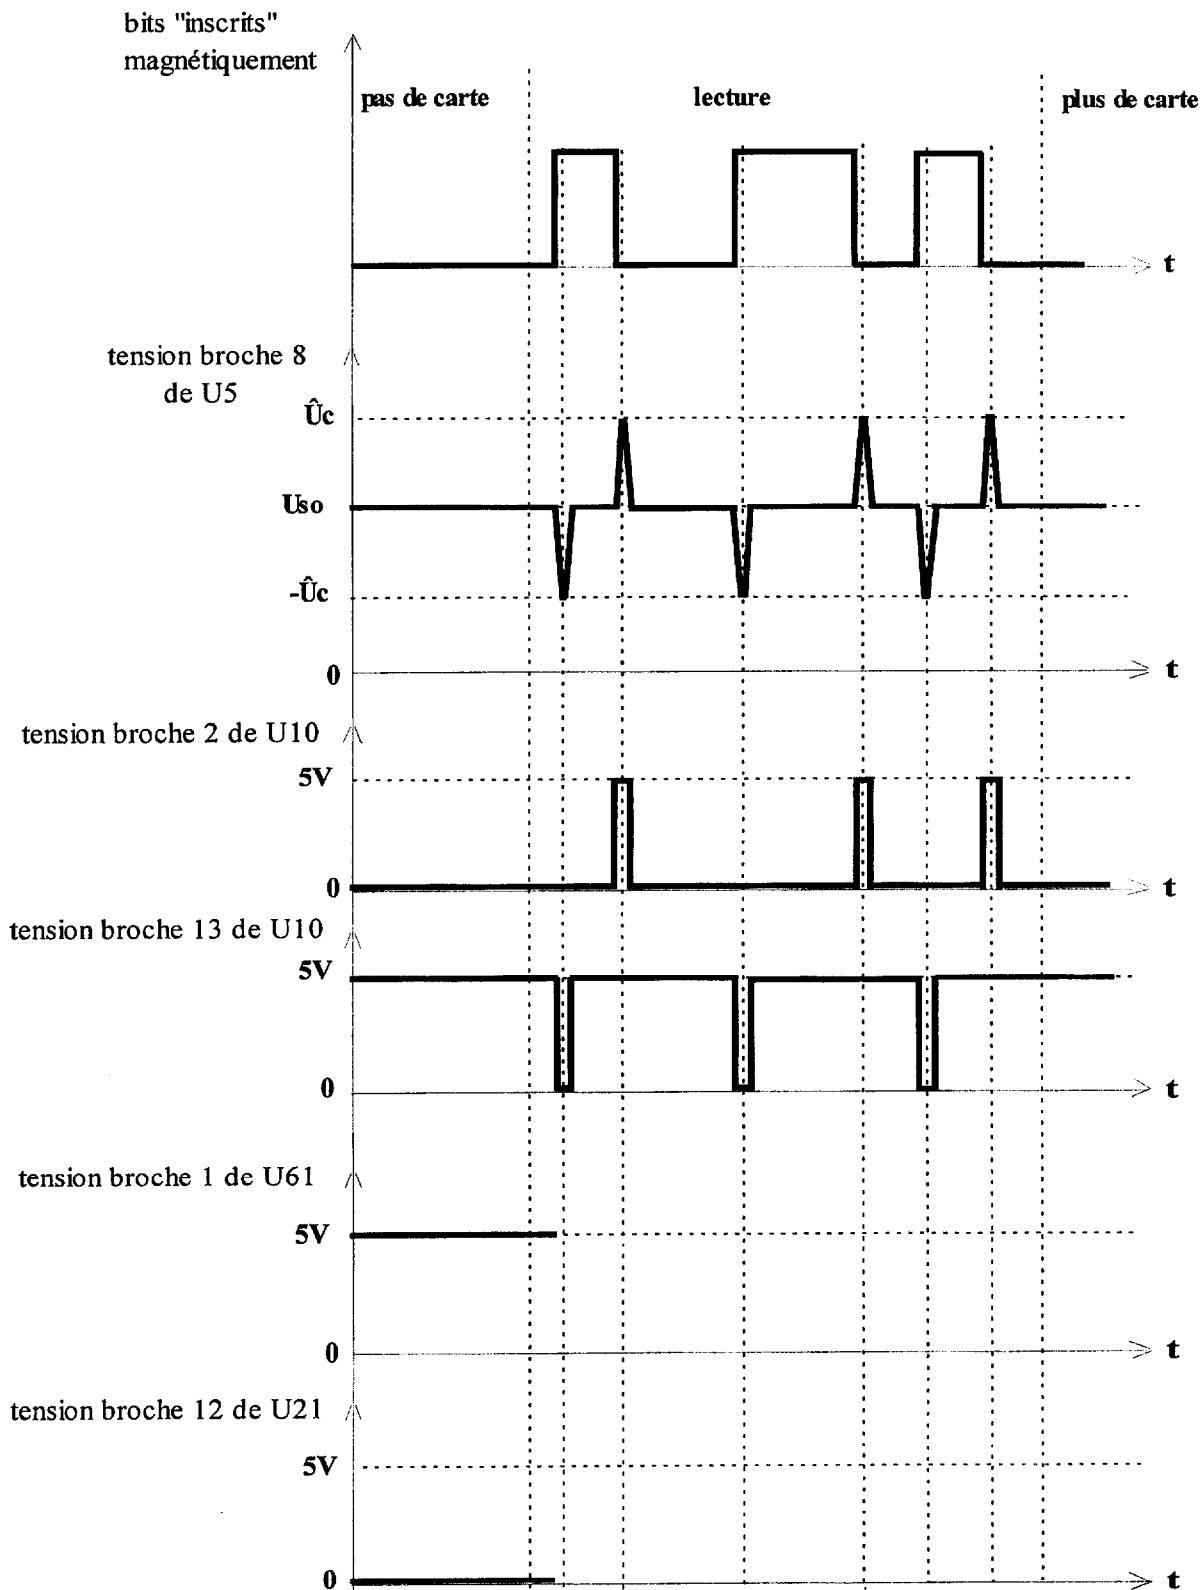 bits "inscrits"
magnétiquement
pas de carte
lecture
plus de carte
t
tension broche 8
de U5
Ûc
Uso
-Ûc
0
t
tension broche 2 de U10
5V
0
t
tension broche 13 de U10
5V
0
t
tension broche 1 de U61
5V
0
t
tension broche 12 de U21
5V
0
t